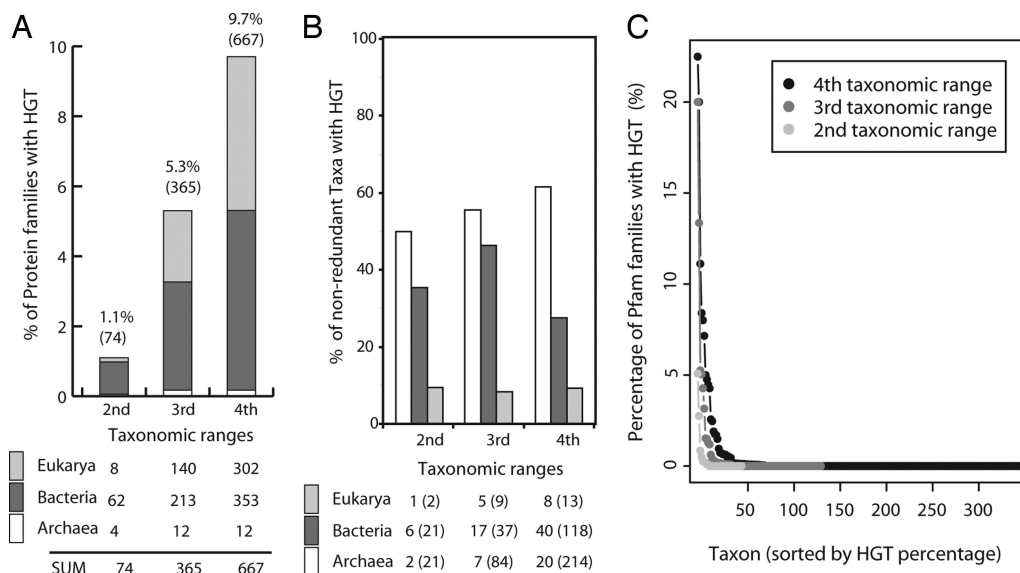 A
% of Protein families with HGT
10
8
6
4
2
0
1.1%
(74)
5.3%
(365)
9.7%
(667)
2nd 3rd 4th
Taxonomic ranges
Eukarya 8 140 302
Bacteria 62 213 353
Archaea 4 12 12
SUM 74 365 667
B
% of non-redundant Taxa with HGT
100
80
60
40
20
0
2nd 3rd 4th
Taxonomic ranges
Eukarya 1 (2) 5 (9) 8 (13)
Bacteria 6 (21) 17 (37) 40 (118)
Archaea 2 (21) 7 (84) 20 (214)
C
Percentage of Pfam families with HGT (%)
20
15
10
5
0
4th taxonomic range
3rd taxonomic range
2nd taxonomic range
50 100 150 200 250 300
Taxon (sorted by HGT percentage)